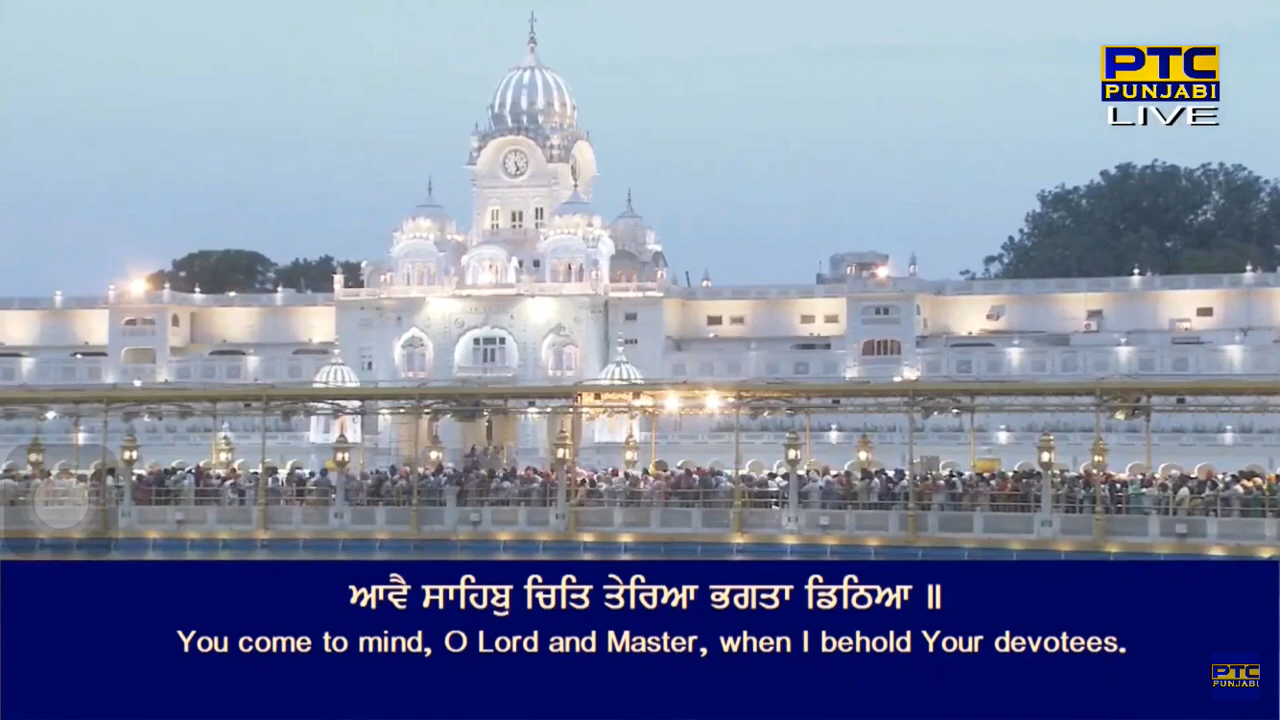 PTC
PUNJABI
LIVE
ਆਵੈ ਸਾਹਿਬੁ ਚਿਤਿ ਤੇਰਿਆ ਭਗਤਾ ਡਿਠਿਆ ॥
You come to mind, O Lord and Master, when I behold Your devotees.
PTC
PUNJABI